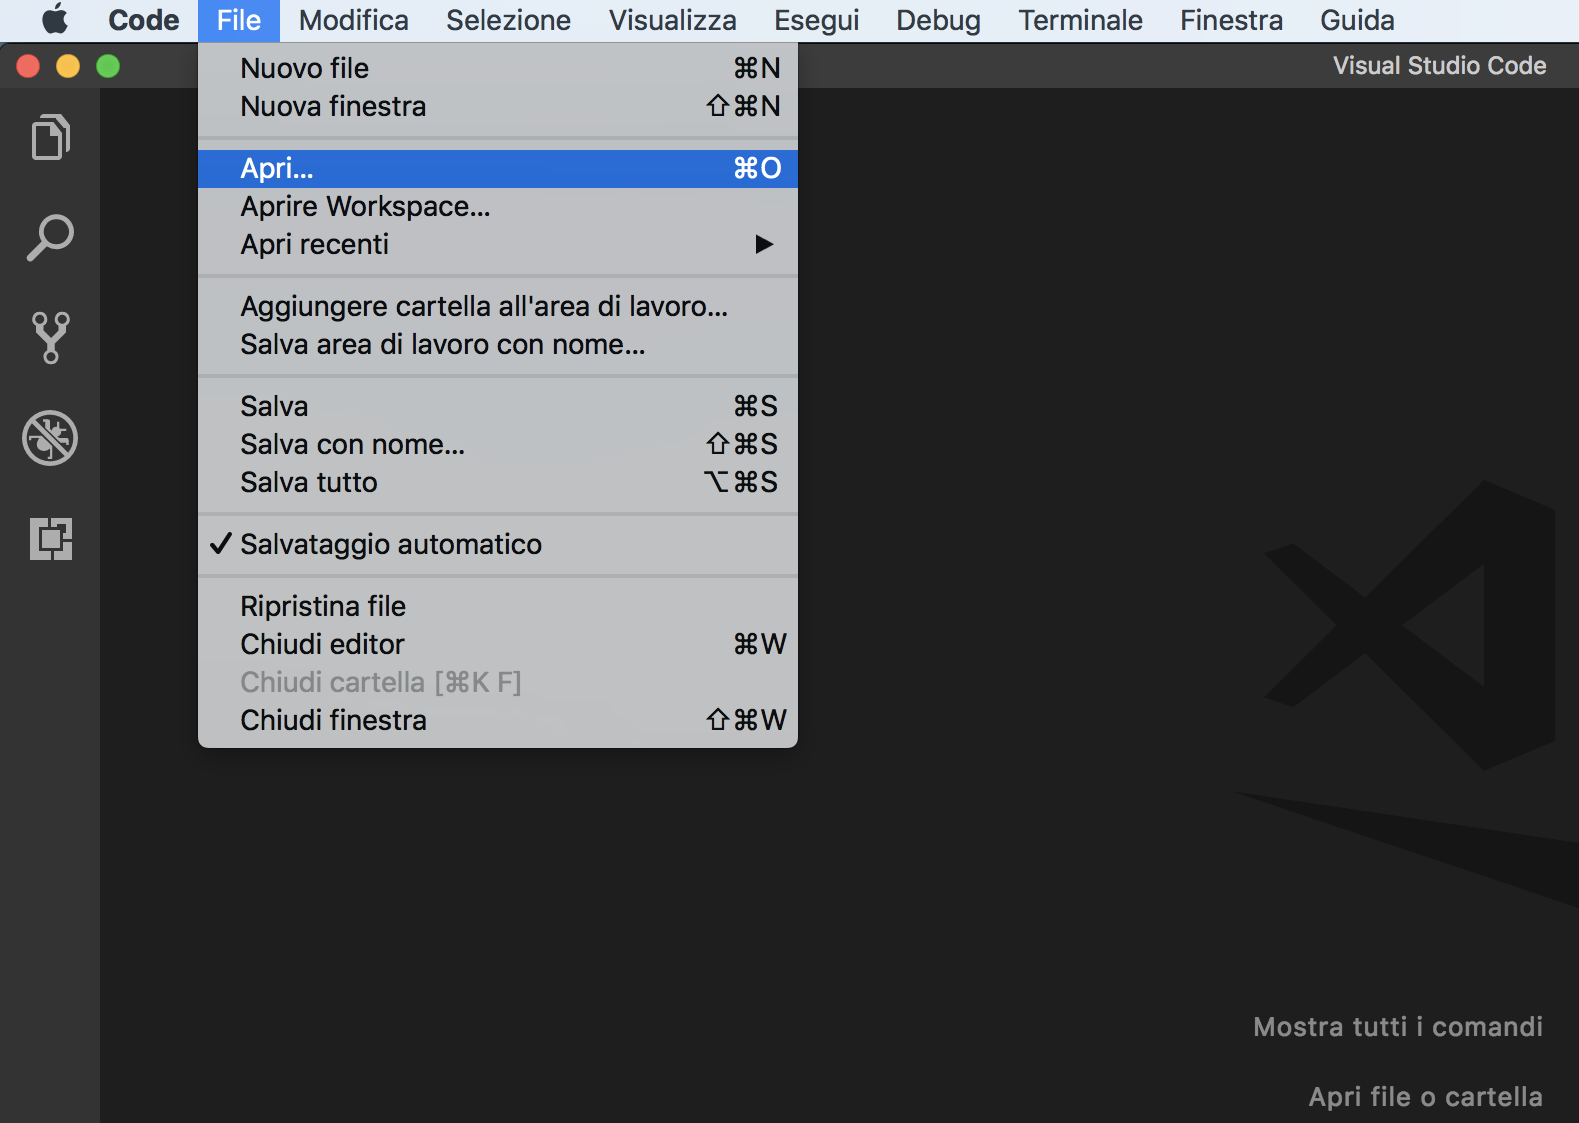 Code File Modifica Selezione Visualizza Esegui Debug Terminale Finestra Guida
Visual Studio Code
Nuovo file ⌘N
Nuova finestra ⇧⌘N
Apri... ⌘O
Aprire Workspace...
Apri recenti ▶
Aggiungere cartella all'area di lavoro...
Salva area di lavoro con nome...
Salva ⌘S
Salva con nome... ⇧⌘S
Salva tutto ⌥⌘S
✓ Salvataggio automatico
Ripristina file
Chiudi editor ⌘W
Chiudi cartella [⌘K F]
Chiudi finestra ⇧⌘W
Mostra tutti i comandi
Apri file o cartella